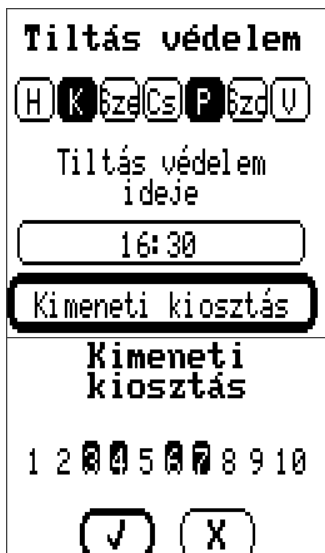 Tiltás védelem
H K Sze Cs P Szo V
Tiltás védelem
ideje
16:30
Kimeneti kiosztás
Kimeneti
kiosztás
1 2 3 4 5 6 7 8 9 10
√ X